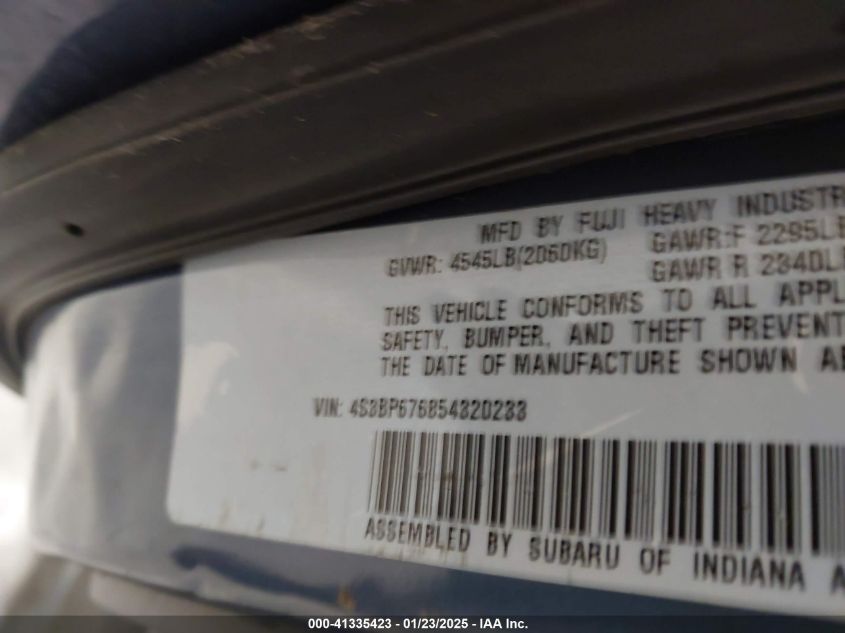 MFD BY FUJI HEAVY INDUSTR
GVWR: 4545LB(2060KG) GAWR:F 2295LB
GAWR R 2340L
THIS VEHICLE CONFORMS TO ALL APPL
SAFETY, BUMPER, AND THEFT PREVENT
THE DATE OF MANUFACTURE SHOWN AB
VIN: 4S3BP676854320233
ASSEMBLED BY SUBARU OF INDIANA A
000-41335423 - 01/23/2025 - IAA Inc.